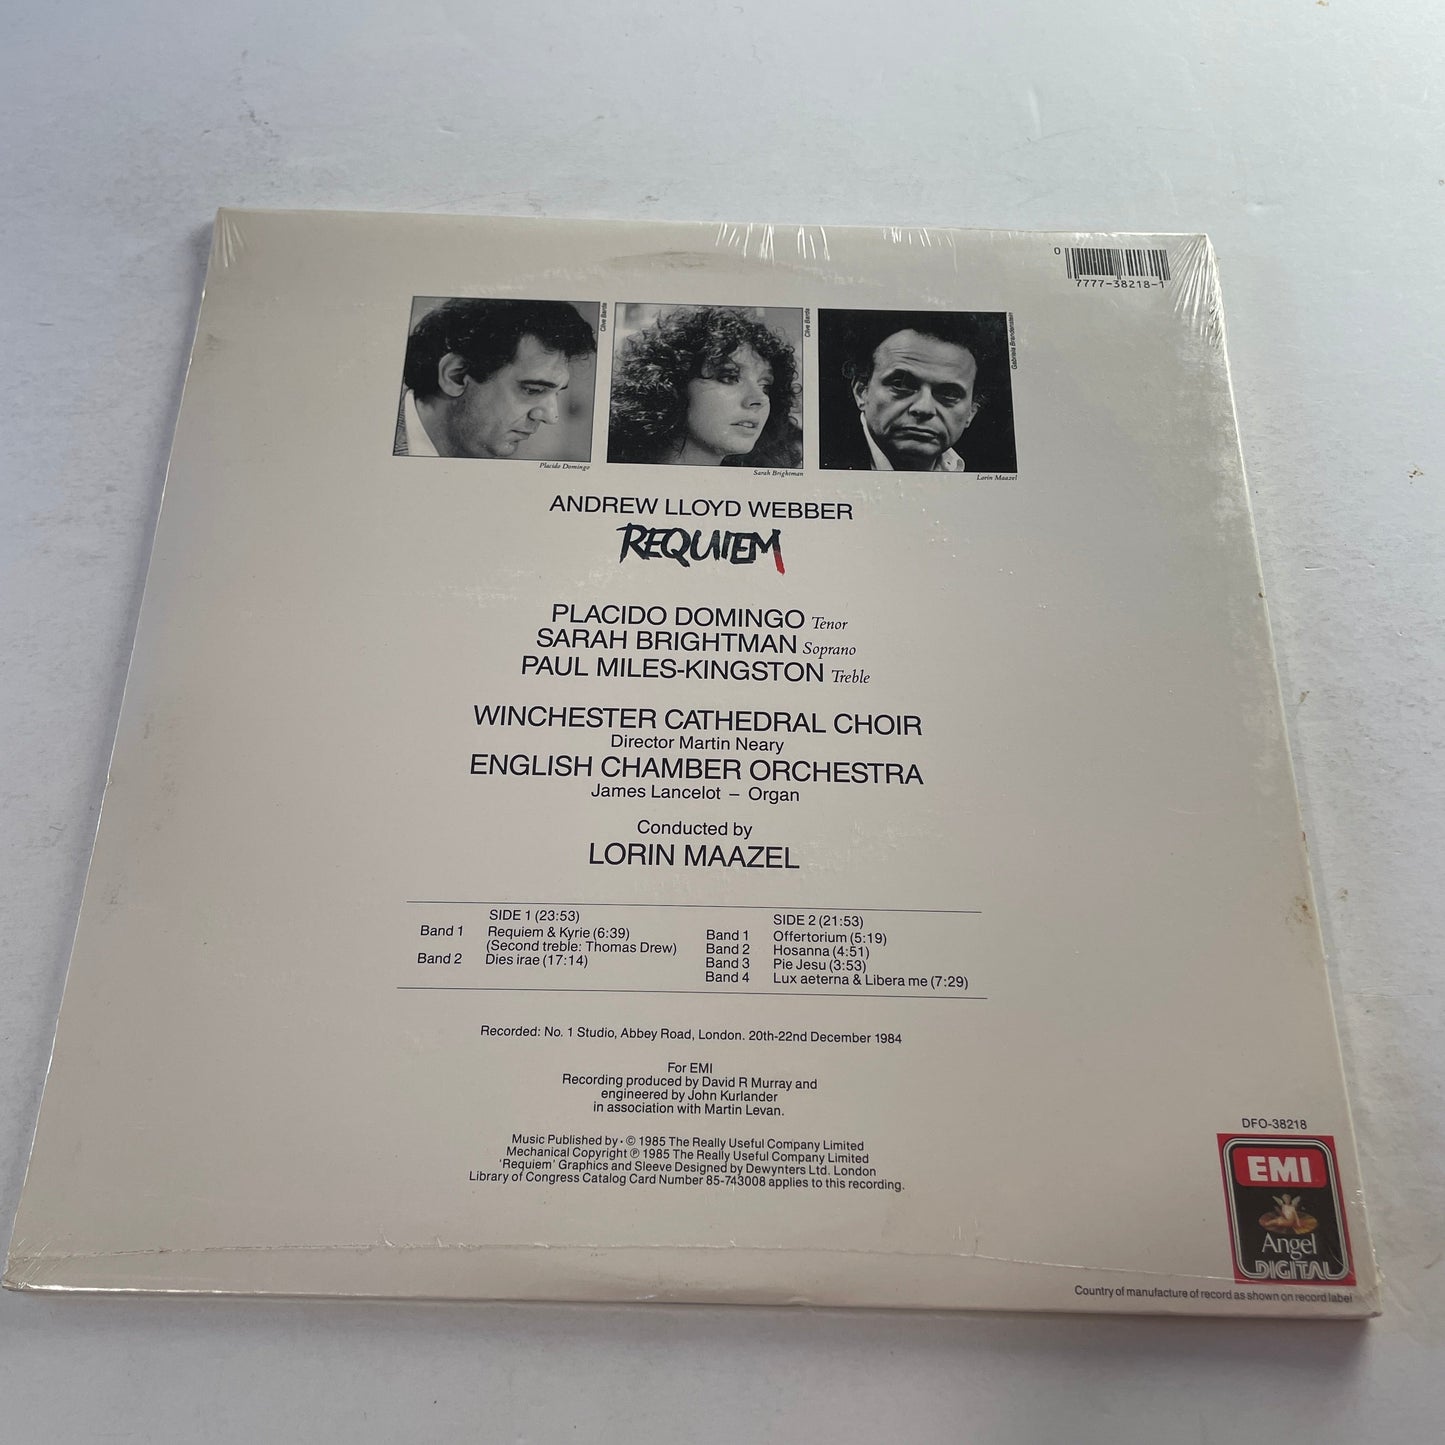 0
7777-38218-1
Clive Barda
Clive Barda
Gabriela Brandenstein
Placido Domingo
Sarah Brightman
Lorin Maazel
ANDREW LLOYD WEBBER
REQUIEM
PLACIDO DOMINGO Tenor
SARAH BRIGHTMAN Soprano
PAUL MILES-KINGSTON Treble
WINCHESTER CATHEDRAL CHOIR
Director Martin Neary
ENGLISH CHAMBER ORCHESTRA
James Lancelot – Organ
Conducted by
LORIN MAAZEL
SIDE 1 (23:53)
Band 1 Requiem & Kyrie (6:39)
(Second treble: Thomas Drew)
Band 2 Dies irae (17:14)
SIDE 2 (21:53)
Band 1 Offertorium (5:19)
Band 2 Hosanna (4:51)
Band 3 Pie Jesu (3:53)
Band 4 Lux aeterna & Libera me (7:29)
Recorded: No. 1 Studio, Abbey Road, London. 20th-22nd December 1984
For EMI
Recording produced by David R Murray and
engineered by John Kurlander
in association with Martin Levan.
Music Published by · © 1985 The Really Useful Company Limited
Mechanical Copyright ℗ 1985 The Really Useful Company Limited
'Requiem' Graphics and Sleeve Designed by Dewynters Ltd. London
Library of Congress Catalog Card Number 85-743008 applies to this recording.
DFO-38218
EMI
Angel
DIGITAL
Country of manufacture of record as shown on record label